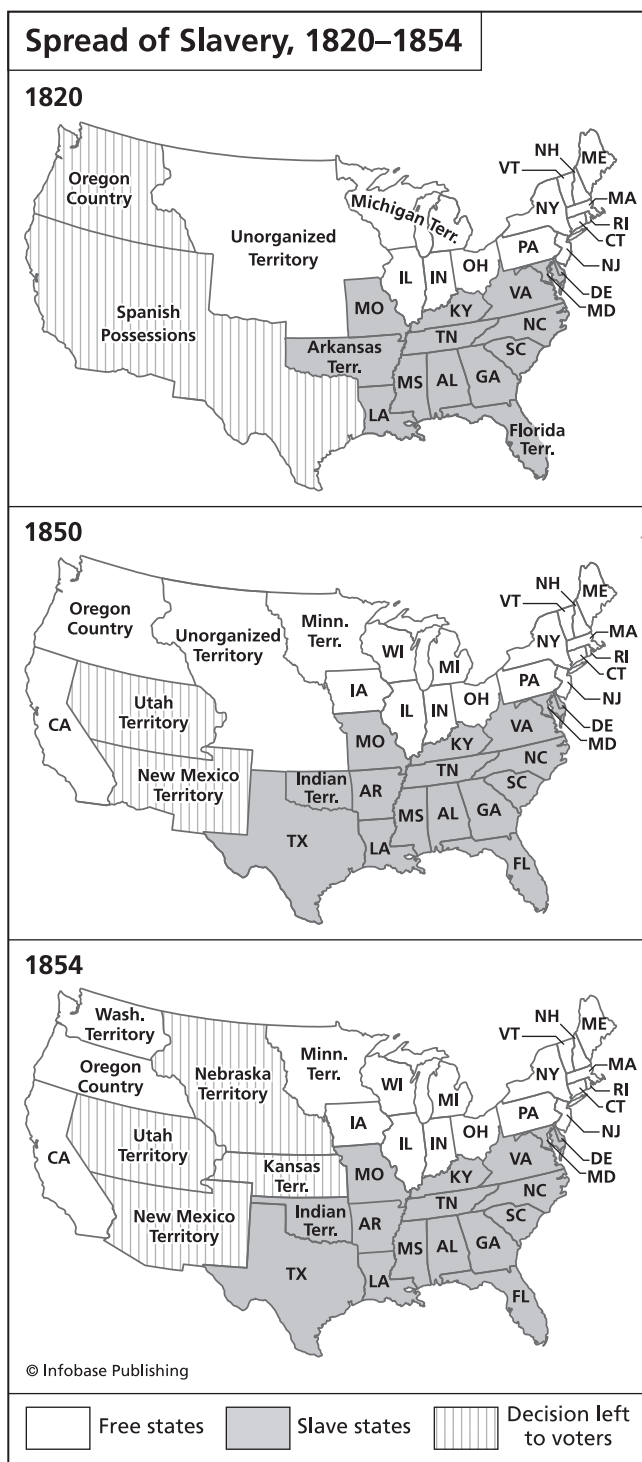 Spread of Slavery, 1820–1854
1820
Oregon
Country
Unorganized
Territory
Michigan Terr.
Spanish
Possessions
VT
NH
ME
NY
MA
RI
CT
PA
NJ
OH
IL
IN
MO
KY
VA
DE
MD
NC
TN
Arkansas
Terr.
SC
MS
AL
GA
LA
Florida
Terr.
1850
Oregon
Country
Unorganized
Territory
Minn.
Terr.
WI
MI
VT
NH
ME
NY
MA
RI
CT
PA
NJ
IA
IL
IN
OH
CA
Utah
Territory
New Mexico
Territory
MO
KY
VA
DE
MD
NC
TN
Indian
Terr.
AR
SC
TX
MS
AL
GA
LA
FL
1854
Wash.
Territory
Oregon
Country
Nebraska
Territory
Minn.
Terr.
WI
MI
VT
NH
ME
NY
MA
RI
CT
PA
NJ
IA
IL
IN
OH
CA
Utah
Territory
Kansas
Terr.
New Mexico
Territory
MO
KY
VA
DE
MD
NC
TN
Indian
Terr.
AR
SC
TX
MS
AL
GA
LA
FL
© Infobase Publishing
Free states
Slave states
Decision left
to voters